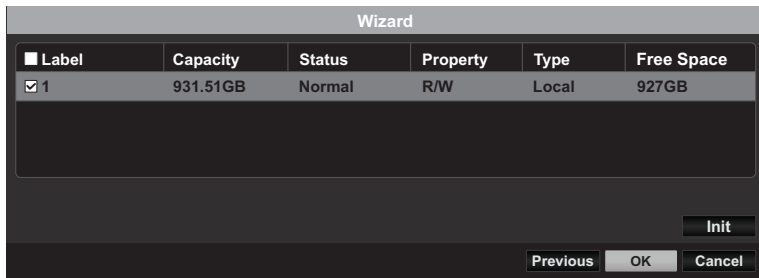 Wizard
Label Capacity Status Property Type Free Space
1 931.51GB Normal R/W Local 927GB
Init
Previous OK Cancel